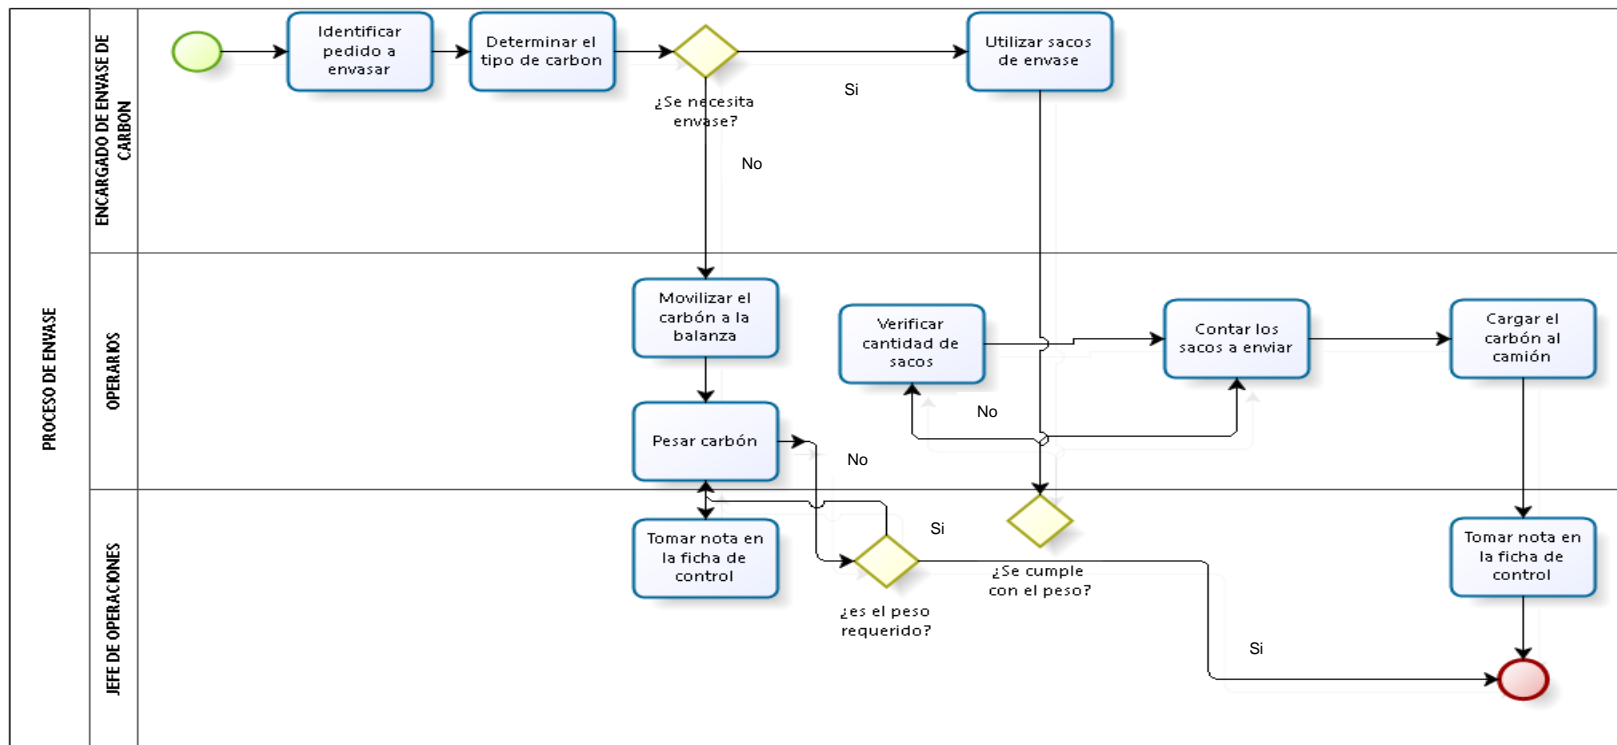 PROCESO DE ENVASE
ENCARGADO DE ENVASE DE
CARBON
Identificar
pedido a
envasar
Determinar el
tipo de carbon
¿Se necesita
envase?
Si
No
Utilizar sacos
de envase
OPERARIOS
Movilizar el
carbón a la
balanza
Verificar
cantidad de
sacos
Contar los
sacos a enviar
Cargar el
carbón al
camión
No
Pesar carbón
No
JEFE DE OPERACIONES
Tomar nota en
la ficha de
control
Si
¿es el peso
requerido?
¿Se cumple
con el peso?
Si
Tomar nota en
la ficha de
control